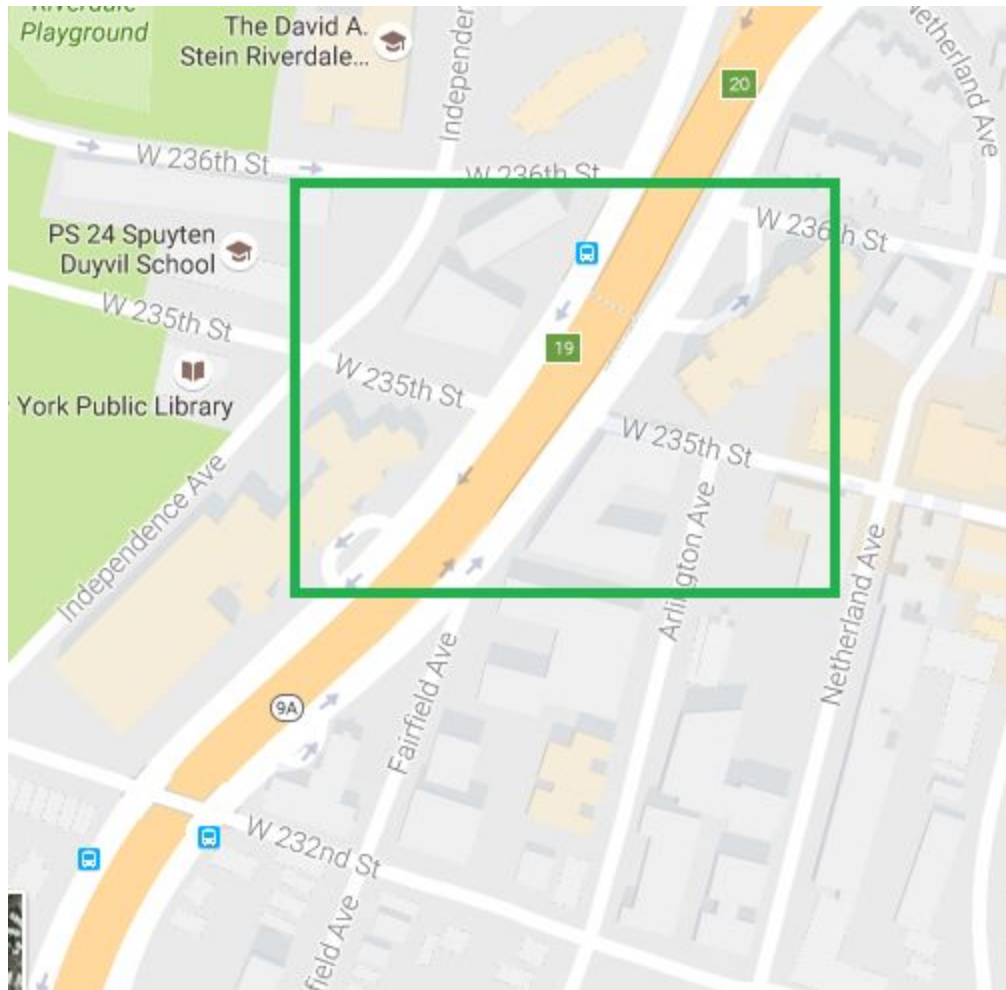 Riverdale
Playground
The David A.
Stein Riverdale...
Independen
Netherland Ave
20
W 236th St
W 236th St
PS 24 Spuyten
Duyvil School
W 236th St
W 235th St
19
W 235th St
York Public Library
W 235th St
Independence Ave
Arlington Ave
Netherland Ave
9A
Fairfield Ave
W 232nd St
field Ave